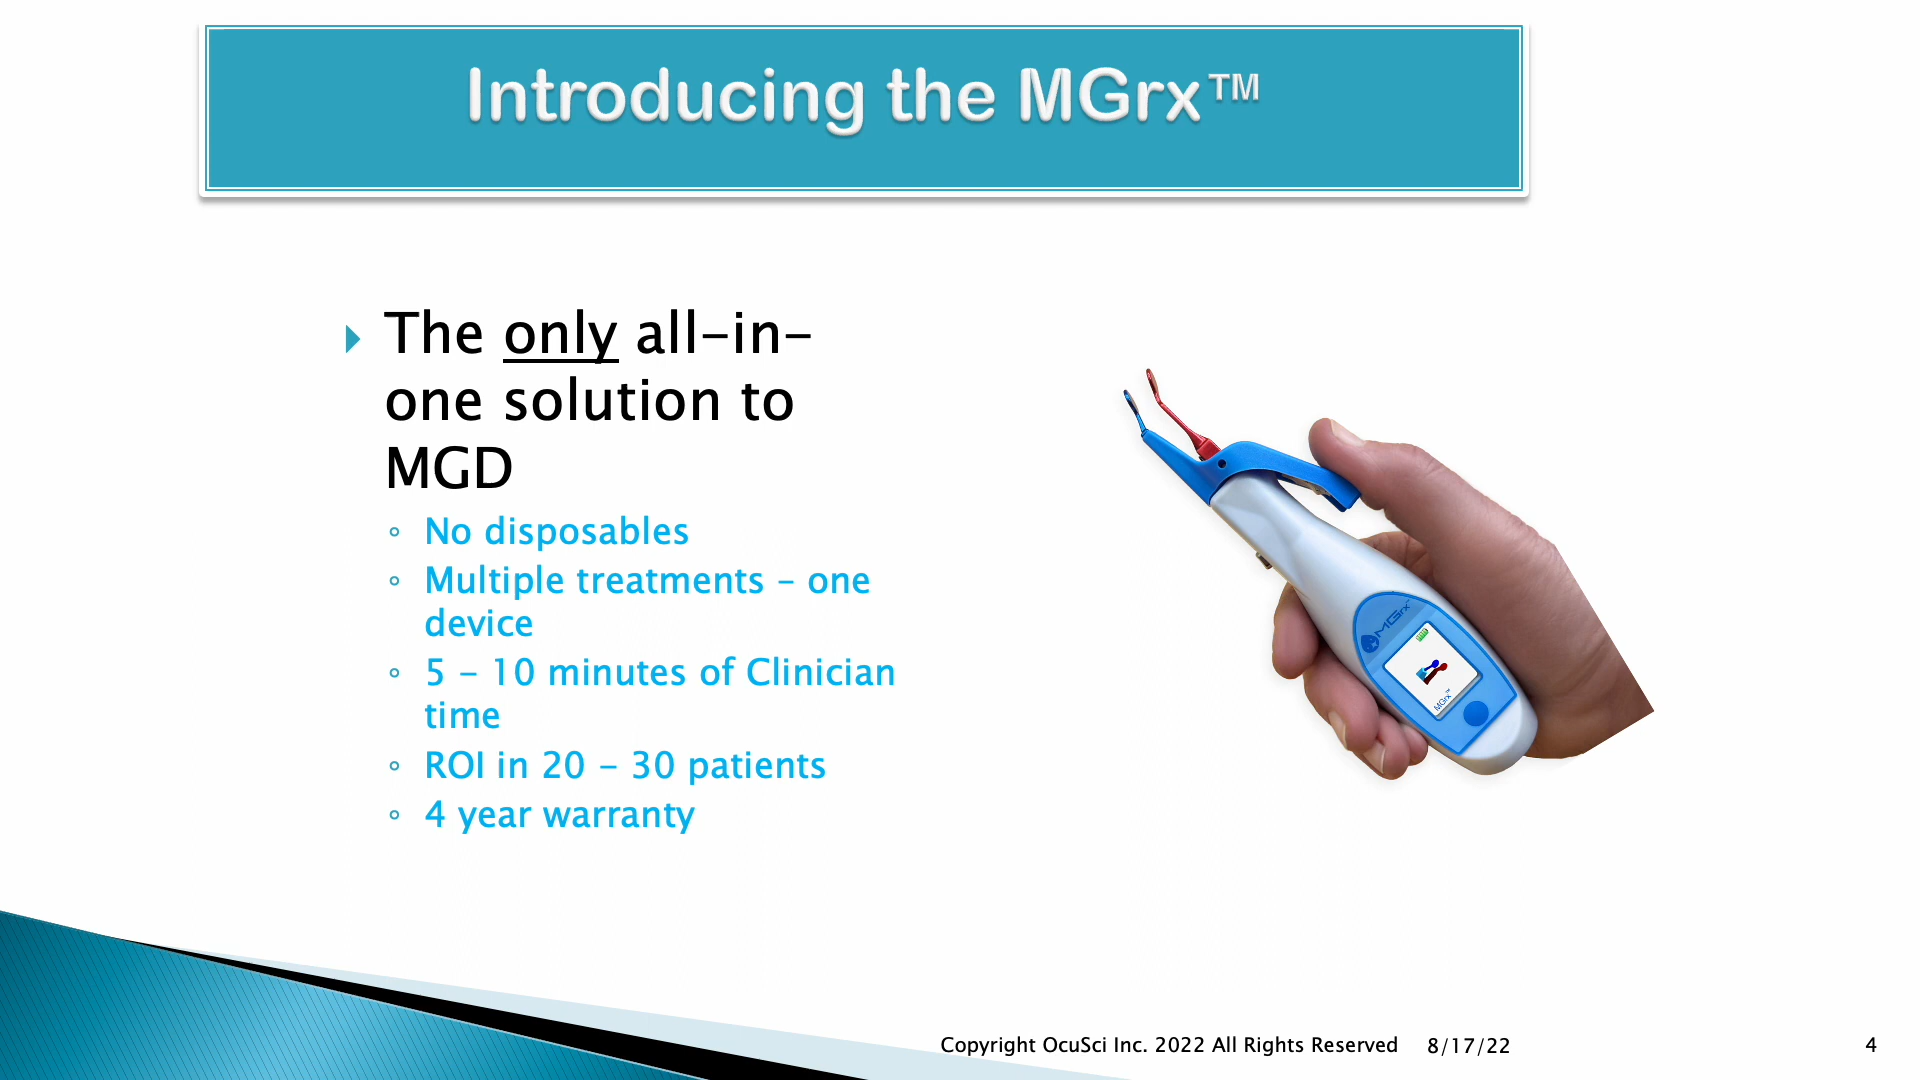 Introducing the MGrx™
The only all-in-
one solution to
MGD
No disposables
Multiple treatments - one
device
5 - 10 minutes of Clinician
time
ROI in 20 - 30 patients
4 year warranty
MGrx™
MGrx™
Copyright OcuSci Inc. 2022 All Rights Reserved 8/17/22 4